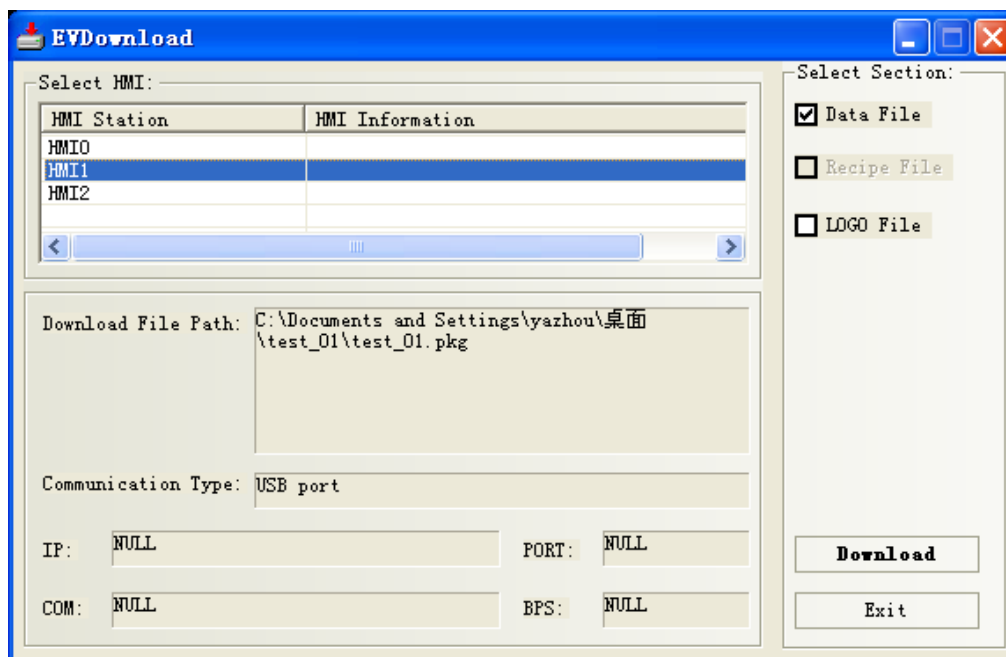 EVDownload
Select HMI:
HMI Station HMI Information
HMI0
HMI1
HMI2
Download File Path: C:\Documents and Settings\yazhou\桌面
\test_01\test_01.pkg
Communication Type: USB port
IP: NULL PORT: NULL
COM: NULL BPS: NULL
Select Section:
Data File
Recipe File
LOGO File
Download
Exit